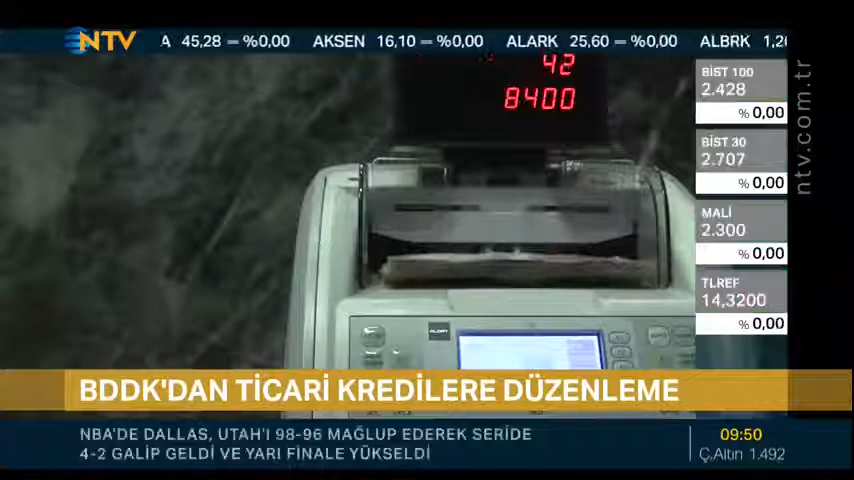 NTV
A 45,28 – %0,00 AKSEN 16,10 – %0,00 ALARK 25,60 – %0,00 ALBRK 1,26
42
8400
BİST 100
2.428
% 0,00
BİST 30
2.707
% 0,00
MALİ
2.300
% 0,00
TLREF
14,3200
% 0,00
ntv.com.tr
GLORY
BDDK'DAN TİCARİ KREDİLERE DÜZENLEME
NBA'DE DALLAS, UTAH'I 98-96 MAĞLUP EDEREK SERİDE
4-2 GALİP GELDİ VE YARI FİNALE YÜKSELDİ
09:50
Ç.Altın 1.492